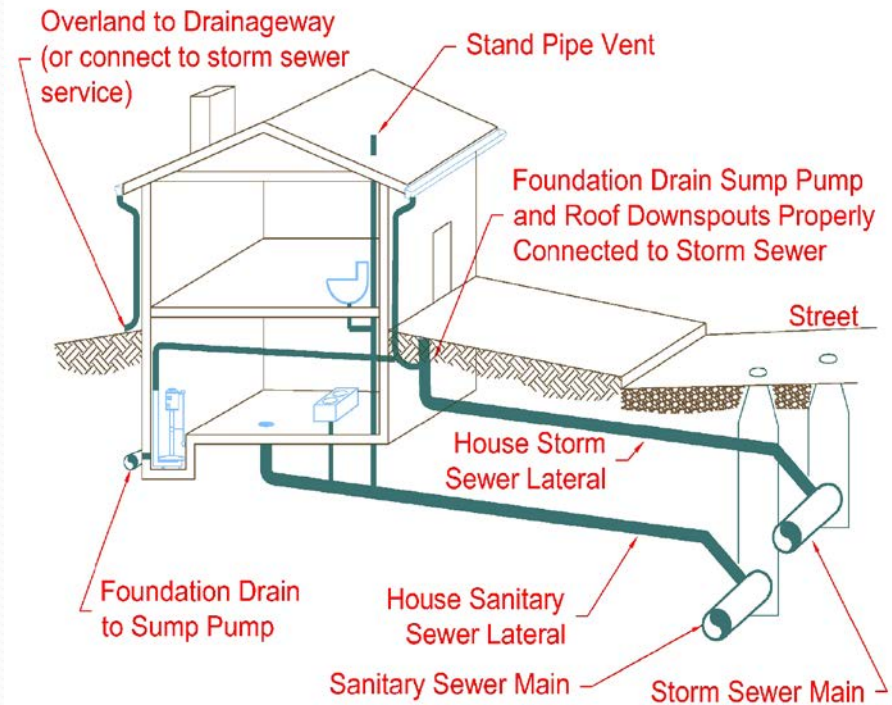 Overland to Drainageway
(or connect to storm sewer
service)
Stand Pipe Vent
Foundation Drain Sump Pump
and Roof Downspouts Properly
Connected to Storm Sewer
Street
House Storm
Sewer Lateral
Foundation Drain
to Sump Pump
House Sanitary
Sewer Lateral
Sanitary Sewer Main
Storm Sewer Main